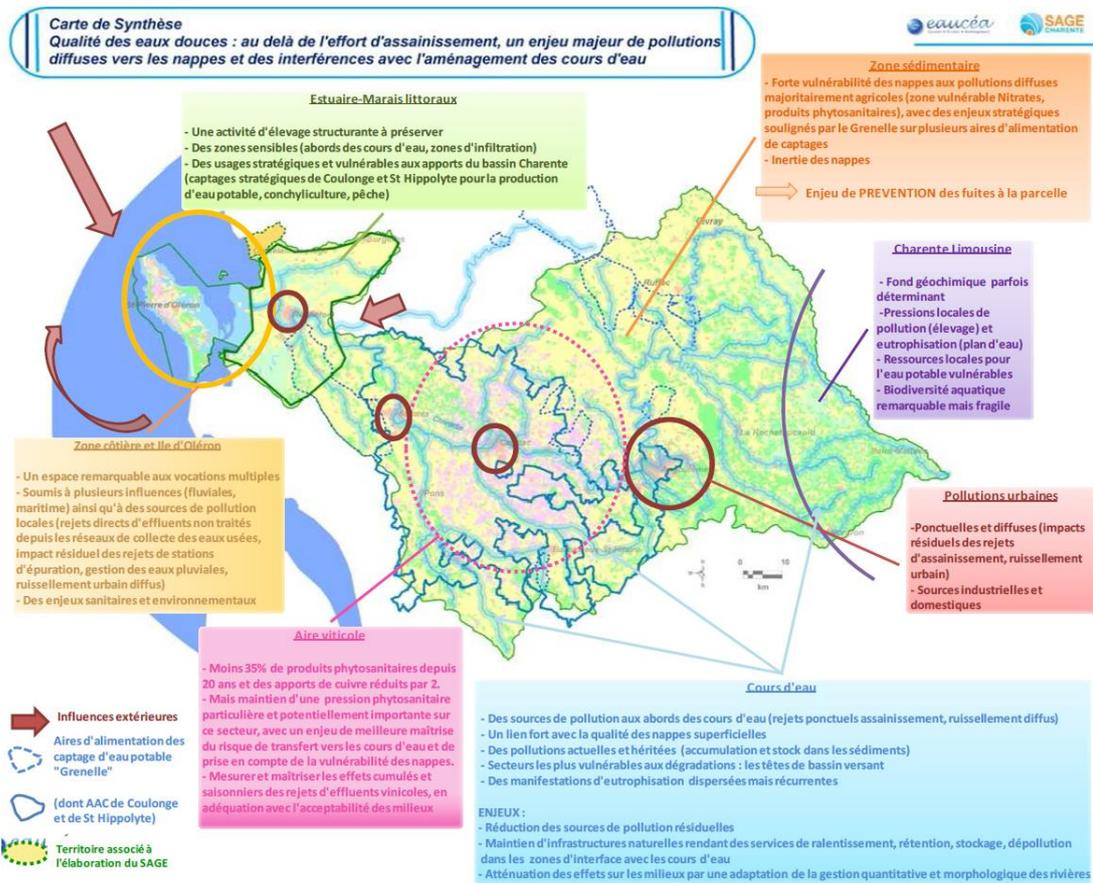 Carte de Synthèse
Qualité des eaux douces : au delà de l'effort d'assainissement, un enjeu majeur de pollutions
diffuses vers les nappes et des interférences avec l'aménagement des cours d'eau
eaucéa
SAGE
CHARENTE
Zone sédimentaire
- Forte vulnérabilité des nappes aux pollutions diffuses
majoritairement agricoles (zone vulnérable Nitrates,
produits phytosanitaires), avec des enjeux stratégiques
soulignés par le Grenelle sur plusieurs aires d'alimentation
de captages
- Inertie des nappes
Enjeu de PREVENTION des fuites à la parcelle
Estuaire-Marais littoraux
- Une activité d'élevage structurante à préserver
- Des zones sensibles (abords des cours d'eau, zones d'infiltration)
- Des usages stratégiques et vulnérables aux apports du bassin Charente
(captages stratégiques de Coulonge et St Hippolyte pour la production
d'eau potable, conchyliculture, pêche)
Charente Limousine
- Fond géochimique parfois
déterminant
-Pressions locales de
pollution (élevage) et
eutrophisation (plan d'eau)
- Ressources locales pour
l'eau potable vulnérables
- Biodiversité aquatique
remarquable mais fragile
Civray
Ruffec
St Pierre d'Oléron
La Rochefoucauld
Pons
km
Zone côtière et Ile d'Oléron
- Un espace remarquable aux vocations multiples
- Soumis à plusieurs influences (fluviales,
maritime) ainsi qu'à des sources de pollution
locales (rejets directs d'effluents non traités
depuis les réseaux de collecte des eaux usées,
impact résiduel des rejets de stations
d'épuration, gestion des eaux pluviales,
ruissellement urbain diffus)
- Des enjeux sanitaires et environnementaux
Pollutions urbaines
-Ponctuelles et diffuses (impacts
résiduels des rejets
d'assainissement, ruissellement
urbain)
- Sources industrielles et
domestiques
Aire viticole
- Moins 35% de produits phytosanitaires depuis
20 ans et des apports de cuivre réduits par 2.
- Mais maintien d'une pression phytosanitaire
particulière et potentiellement importante sur
ce secteur, avec un enjeu de meilleure maîtrise
du risque de transfert vers les cours d'eau et de
prise en compte de la vulnérabilité des nappes.
- Mesurer et maîtriser les effets cumulés et
saisonniers des rejets d'effluents vinicoles, en
adéquation avec l'acceptabilité des milieux
Cours d'eau
- Des sources de pollution aux abords des cours d'eau (rejets ponctuels assainissement, ruissellement diffus)
- Un lien fort avec la qualité des nappes superficielles
- Des pollutions actuelles et héritées (accumulation et stock dans les sédiments)
- Secteurs les plus vulnérables aux dégradations : les têtes de bassin versant
- Des manifestations d'eutrophisation dispersées mais récurrentes
ENJEUX :
- Réduction des sources de pollution résiduelles
- Maintien d'infrastructures naturelles rendant des services de ralentissement, rétention, stockage, dépollution
dans les zones d'interface avec les cours d'eau
- Atténuation des effets sur les milieux par une adaptation de la gestion quantitative et morphologique des rivières
Influences extérieures
Aires d'alimentation des
captage d'eau potable
"Grenelle"
(dont AAC de Coulonge
et de St Hippolyte)
Territoire associé à
l'élaboration du SAGE